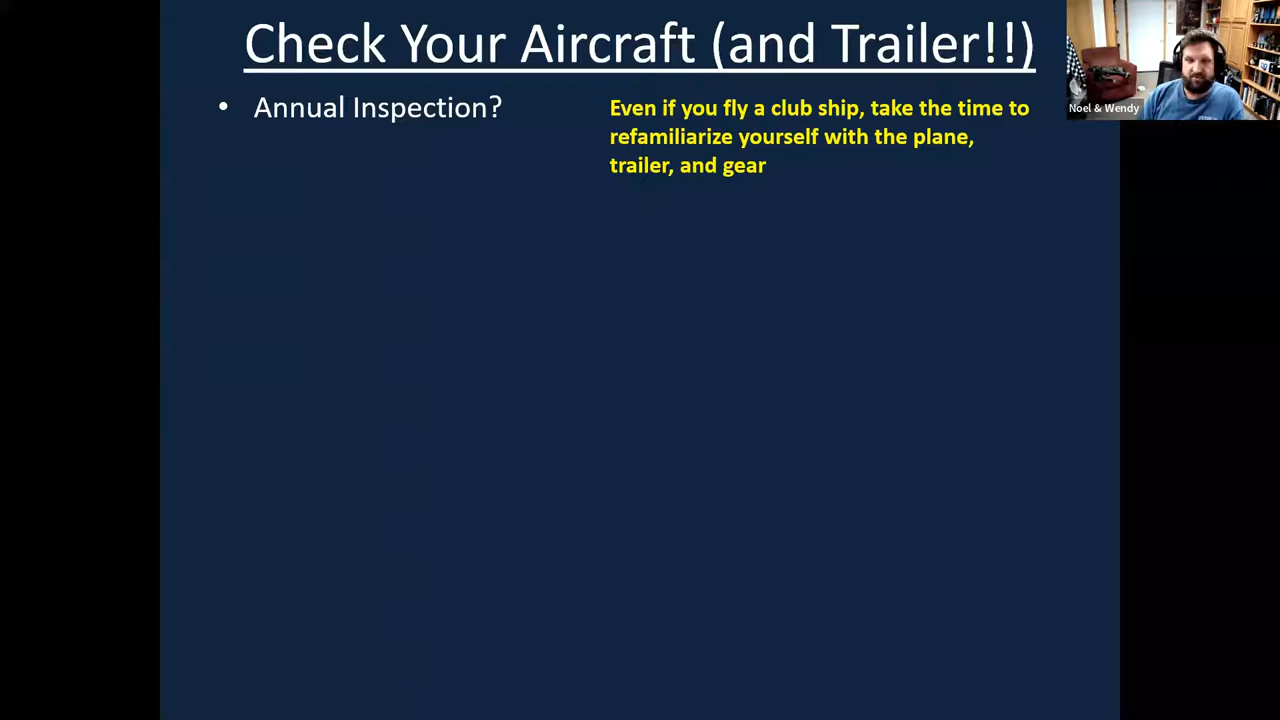 Check Your Aircraft (and Trailer!!)
• Annual Inspection?
Even if you fly a club ship, take the time to
refamiliarize yourself with the plane,
trailer, and gear
Noel & Wendy